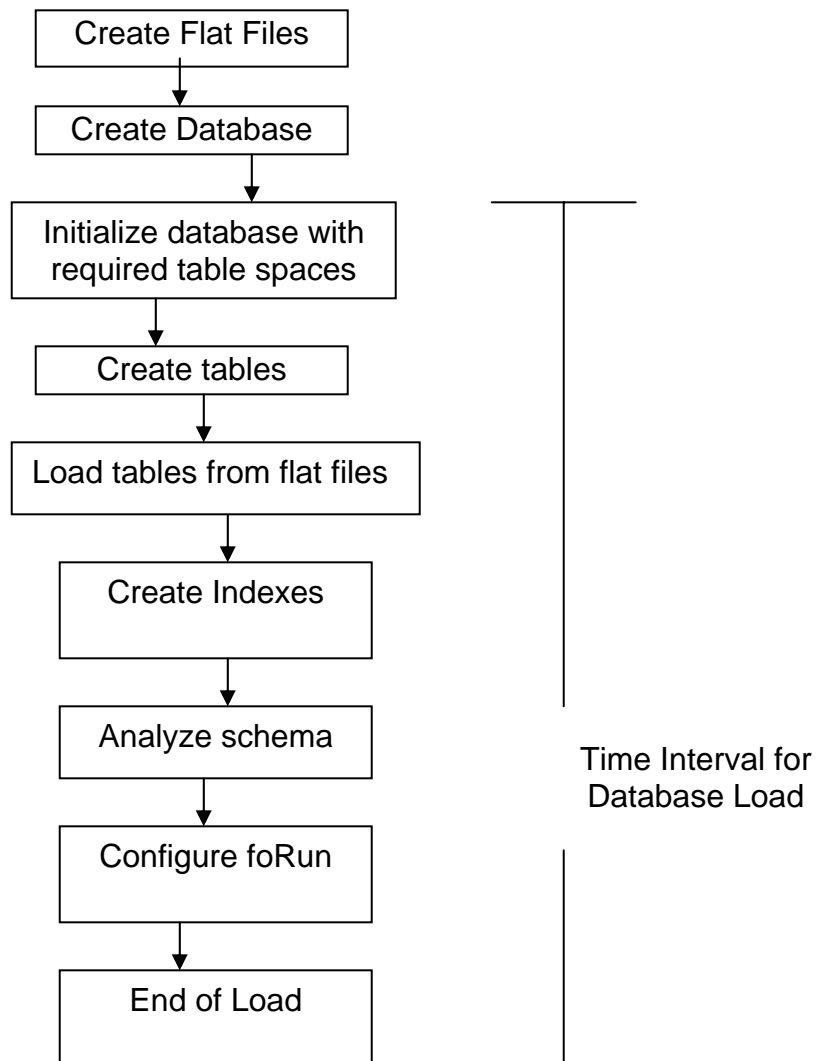 Create Flat Files
Create Database
Initialize database with
required table spaces
Create tables
Load tables from flat files
Create Indexes
Analyze schema
Time Interval for
Database Load
Configure foRun
End of Load